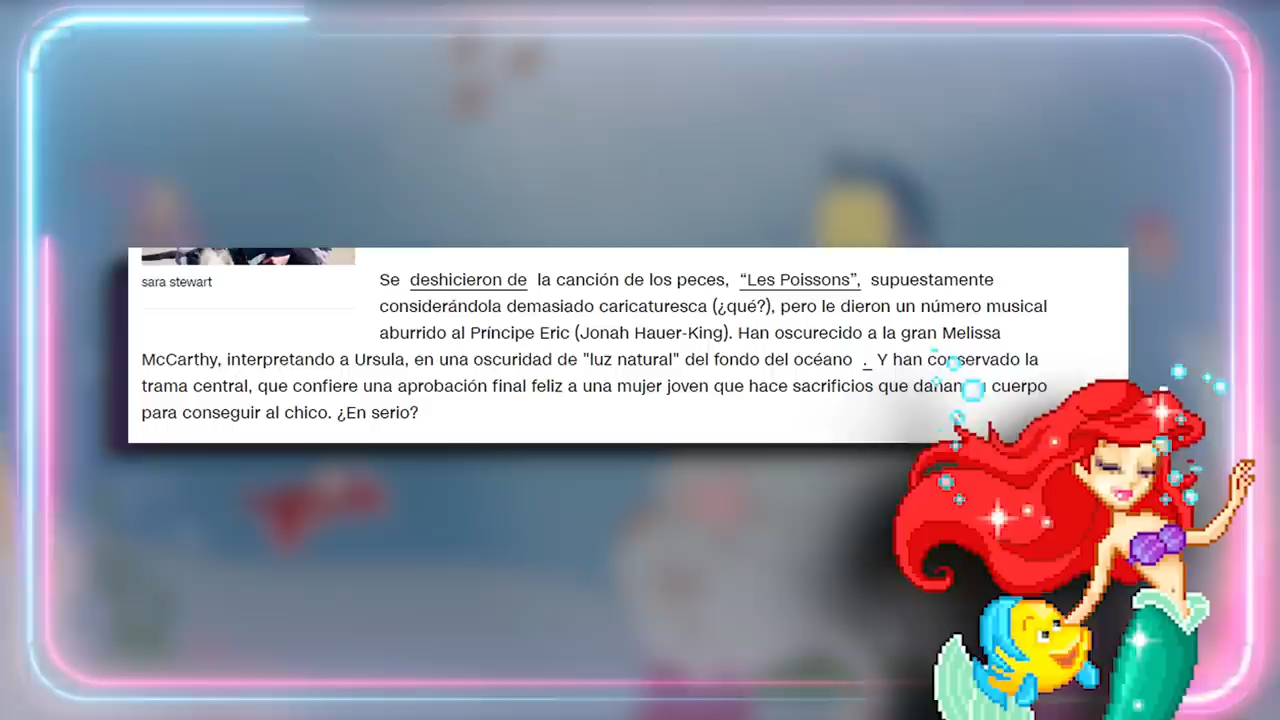 sara stewart
Se deshicieron de la canción de los peces, “Les Poissons”, supuestamente
considerándola demasiado caricaturesca (¿qué?), pero le dieron un número musical
aburrido al Príncipe Eric (Jonah Hauer-King). Han oscurecido a la gran Melissa
McCarthy, interpretando a Ursula, en una oscuridad de "luz natural" del fondo del océano . Y han conservado la
trama central, que confiere una aprobación final feliz a una mujer joven que hace sacrificios que dañan cuerpo
para conseguir al chico. ¿En serio?